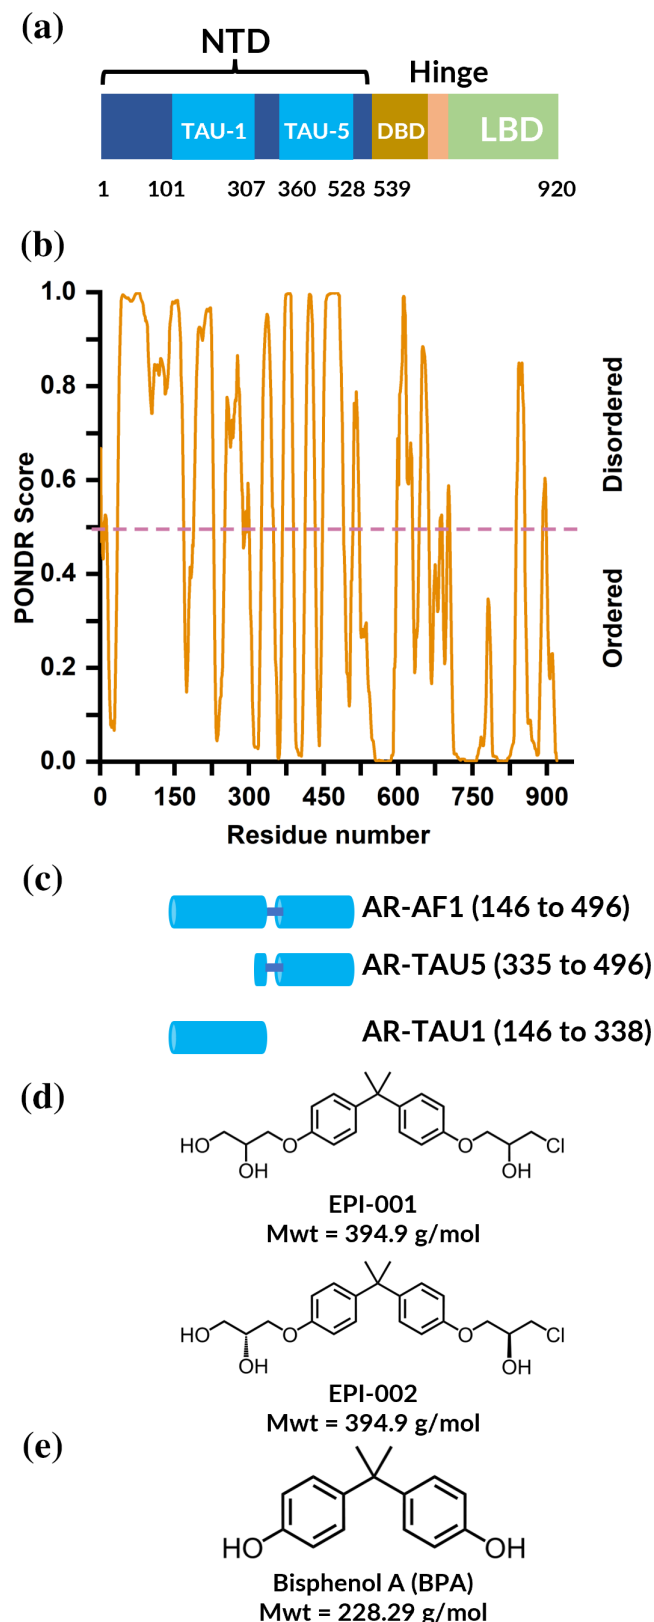 (a)
NTD
Hinge
TAU-1 TAU-5 DBD LBD
1 101 307 360 528 539 920
(b)
1.0
0.8
0.6
0.4
0.2
0.0
PONDR Score
Disordered
Ordered
0 150 300 450 600 750 900
Residue number
(c)
AR-AF1 (146 to 496)
AR-TAU5 (335 to 496)
AR-TAU1 (146 to 338)
(d)
HO OH O O OH Cl
EPI-001
Mwt = 394.9 g/mol
HO OH O O OH Cl
EPI-002
Mwt = 394.9 g/mol
(e)
HO OH
Bisphenol A (BPA)
Mwt = 228.29 g/mol